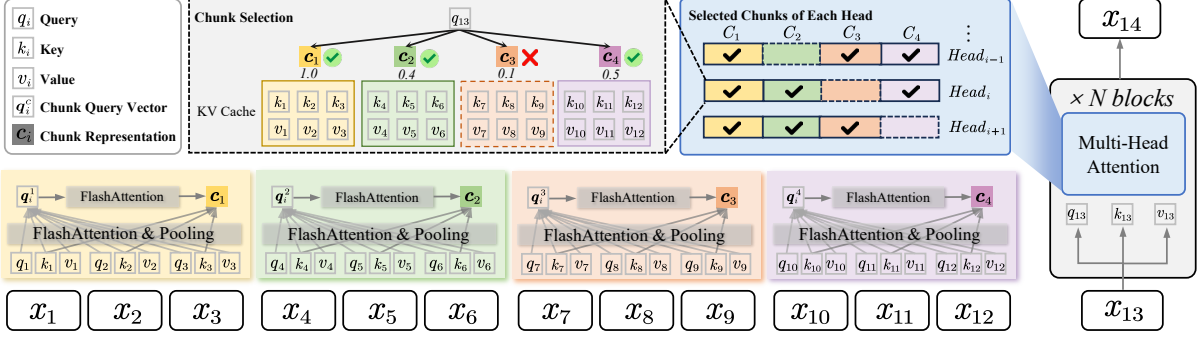 q_i Query
k_i Key
v_i Value
q_i^c Chunk Query Vector
c_i Chunk Representation
Chunk Selection
q_13
c_1 c_2 c_3 c_4
1.0 0.4 0.1 0.5
KV Cache
k_1 k_2 k_3 k_4 k_5 k_6 k_7 k_8 k_9 k_10 k_11 k_12
v_1 v_2 v_3 v_4 v_5 v_6 v_7 v_8 v_9 v_10 v_11 v_12
Selected Chunks of Each Head
C_1 C_2 C_3 C_4 ⋮
Head_{i-1}
Head_i
Head_{i+1}
x_14
× N blocks
Multi-Head
Attention
q_13 k_13 v_13
x_13
q_i^1 FlashAttention c_1
FlashAttention & Pooling
q_1 k_1 v_1 q_2 k_2 v_2 q_3 k_3 v_3
x_1 x_2 x_3
q_i^2 FlashAttention c_2
FlashAttention & Pooling
q_4 k_4 v_4 q_5 k_5 v_5 q_6 k_6 v_6
x_4 x_5 x_6
q_i^3 FlashAttention c_3
FlashAttention & Pooling
q_7 k_7 v_7 q_8 k_8 v_8 q_9 k_9 v_9
x_7 x_8 x_9
q_i^4 FlashAttention c_4
FlashAttention & Pooling
q_10 k_10 v_10 q_11 k_11 v_11 q_12 k_12 v_12
x_10 x_11 x_12